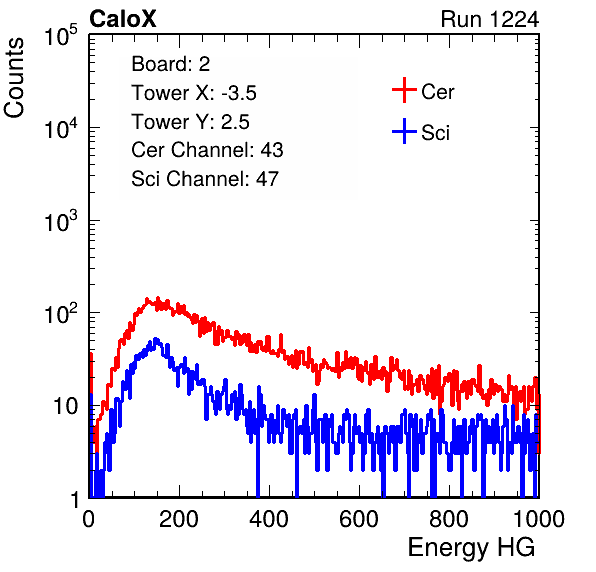 CaloX Run 1224
Counts
10^5
10^4
10^3
10^2
10
1
Board: 2
Tower X: -3.5
Tower Y: 2.5
Cer Channel: 43
Sci Channel: 47
Cer
Sci
0 200 400 600 800 1000
Energy HG